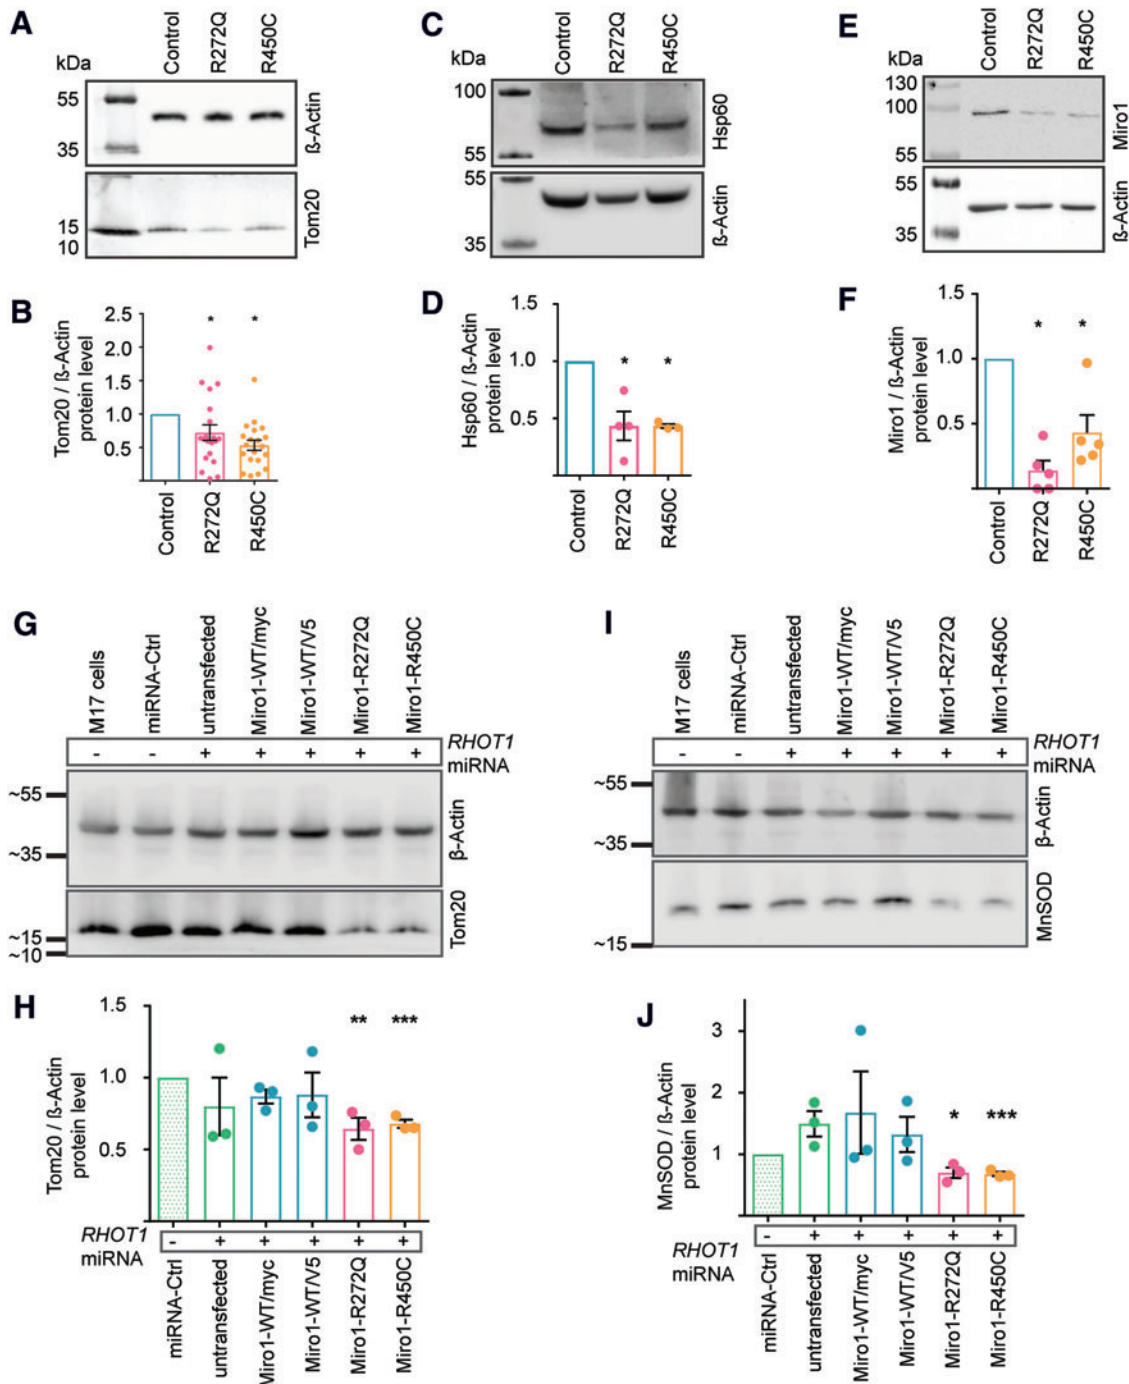 A
kDa
Control
R272Q
R450C
55
35
ß-Actin
15
10
Tom20
B
Tom20 / ß-Actin
protein level
2.5
2.0
1.5
1.0
0.5
*
*
Control
R272Q
R450C
C
kDa
Control
R272Q
R450C
100
55
Hsp60
55
35
ß-Actin
D
Hsp60 / ß-Actin
protein level
1.5
1.0
0.5
*
*
Control
R272Q
R450C
E
kDa
Control
R272Q
R450C
130
100
55
Miro1
55
35
ß-Actin
F
Miro1 / ß-Actin
protein level
1.5
1.0
0.5
*
*
Control
R272Q
R450C
G
M17 cells
miRNA-Ctrl
untransfected
Miro1-WT/myc
Miro1-WT/V5
Miro1-R272Q
Miro1-R450C
- - + + + + +
RHOT1
miRNA
~55
~35
β-Actin
~15
~10
Tom20
H
Tom20 / ß-Actin
protein level
1.5
1.0
0.5
**
***
RHOT1
miRNA
- + + + + +
miRNA-Ctrl
untransfected
Miro1-WT/myc
Miro1-WT/V5
Miro1-R272Q
Miro1-R450C
I
M17 cells
miRNA-Ctrl
untransfected
Miro1-WT/myc
Miro1-WT/V5
Miro1-R272Q
Miro1-R450C
- - + + + + +
RHOT1
miRNA
~55
~35
β-Actin
~15
MnSOD
J
MnSOD / ß-Actin
protein level
3
2
1
*
***
RHOT1
miRNA
- + + + + +
miRNA-Ctrl
untransfected
Miro1-WT/myc
Miro1-WT/V5
Miro1-R272Q
Miro1-R450C